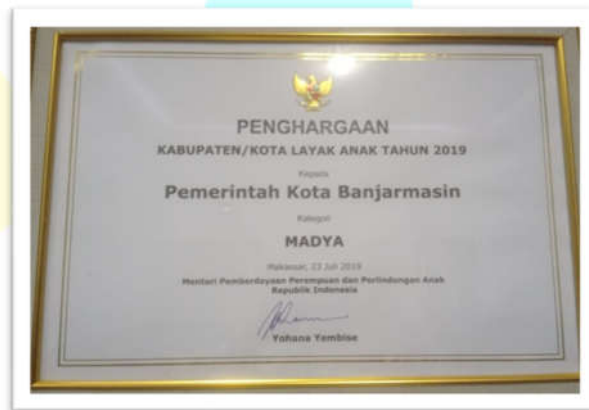 PENGHARGAAN
KABUPATEN/KOTA LAYAK ANAK TAHUN 2019
Kepada
Pemerintah Kota Banjarmasin
Kategori
MADYA
Makassar, 23 Juli 2019
Menteri Pemberdayaan Perempuan dan Perlindungan Anak
Republik Indonesia
Yohana Yembise